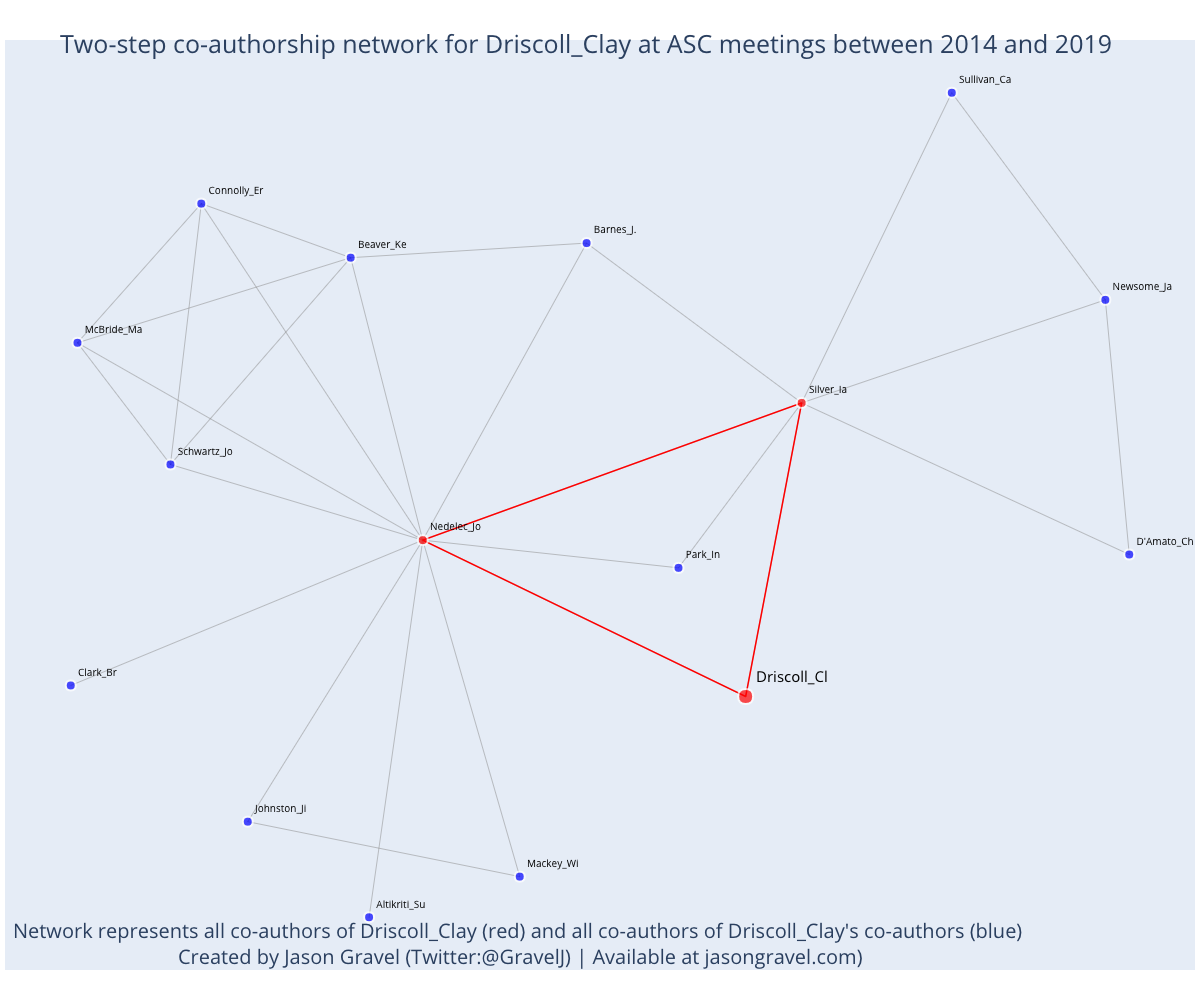 Two-step co-authorship network for Driscoll_Clay at ASC meetings between 2014 and 2019
Sullivan_Ca
Connolly_Er
Barnes_J.
Beaver_Ke
Newsome_Ja
McBride_Ma
Silver_Ia
Schwartz_Jo
Nedelec_Jo
D'Amato_Ch
Park_In
Clark_Br
Driscoll_Cl
Johnston_Ji
Mackey_Wi
Altikriti_Su
Network represents all co-authors of Driscoll_Clay (red) and all co-authors of Driscoll_Clay's co-authors (blue)
Created by Jason Gravel (Twitter:@GravelJ) | Available at jasongravel.com)